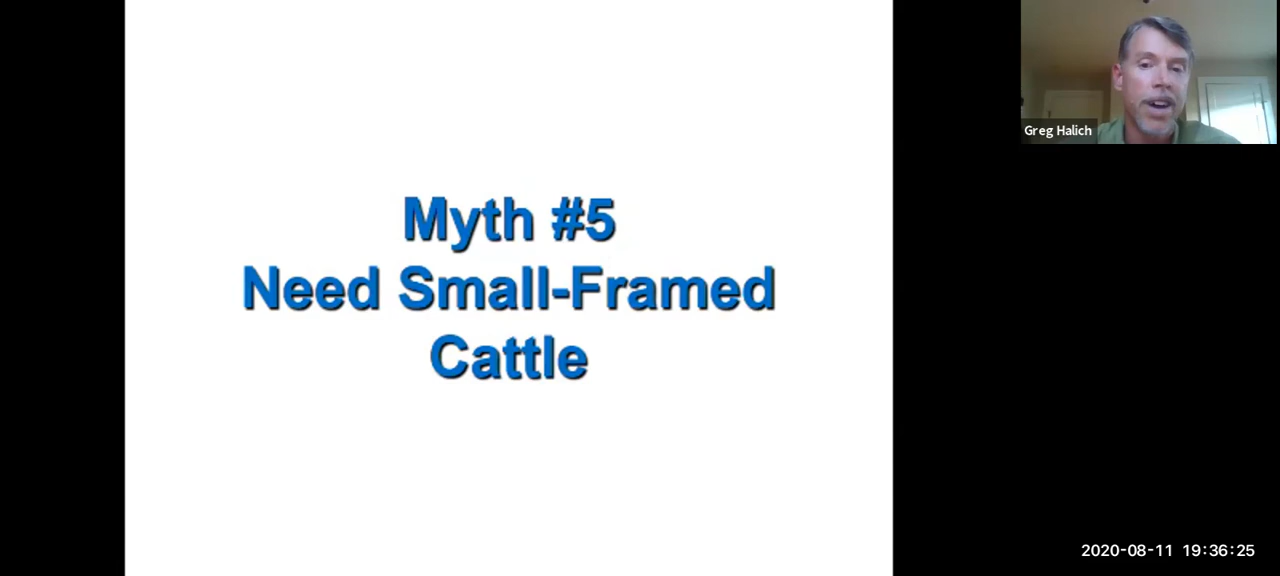 Myth #5
Need Small-Framed
Cattle
Greg Halich
2020-08-11 19:36:25